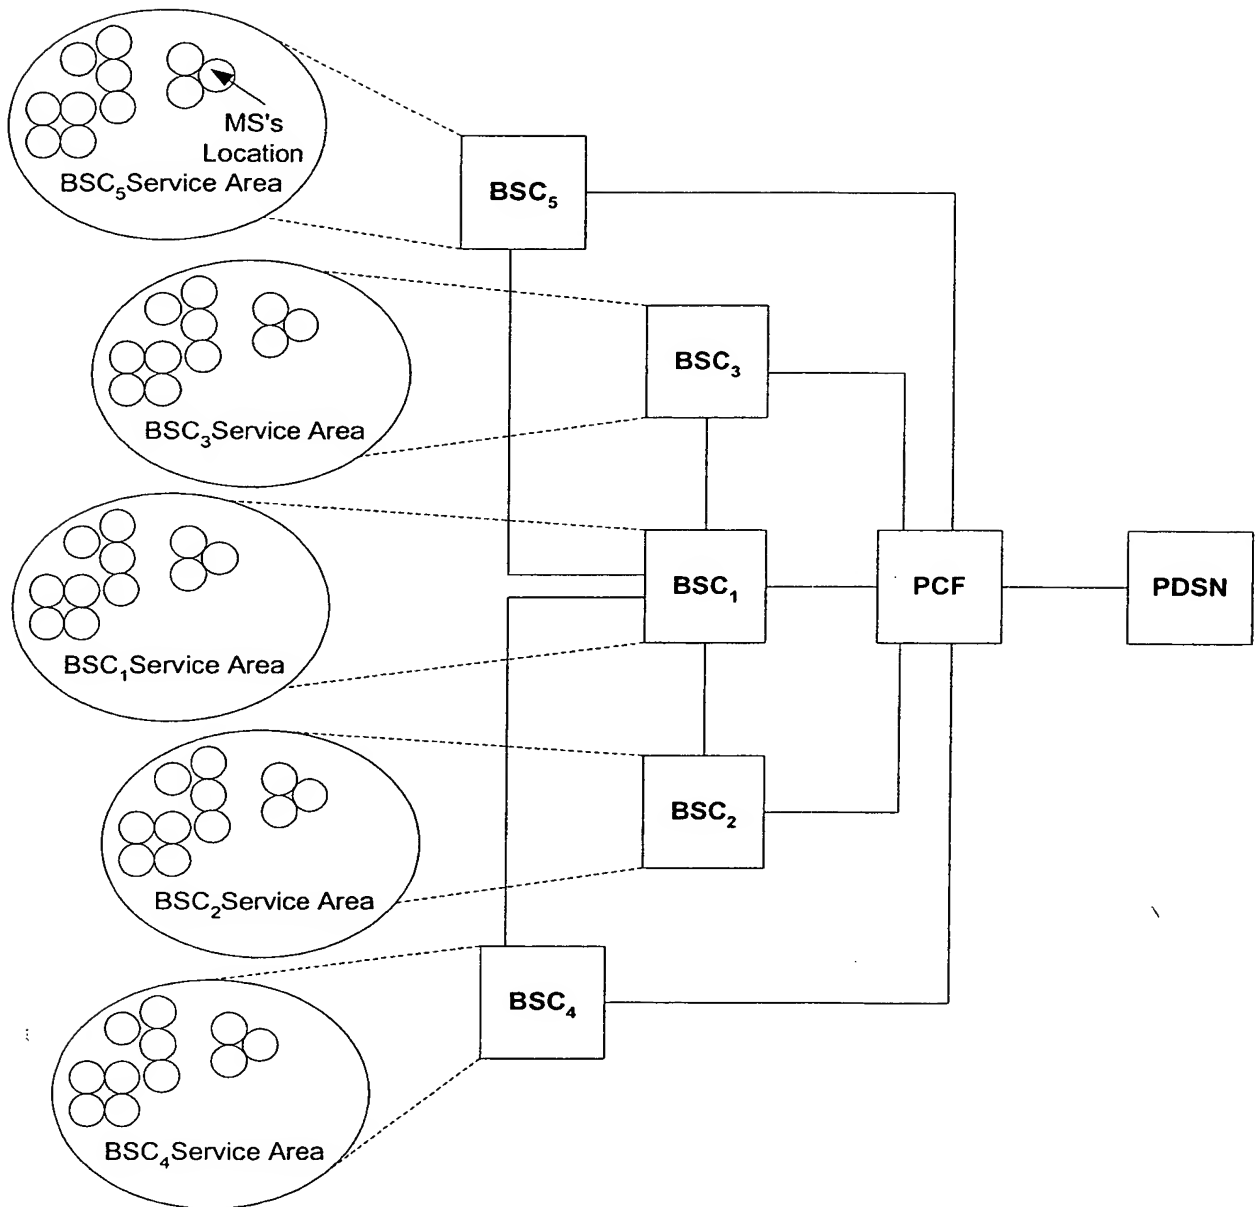 MS's
Location
BSC₅Service Area
BSC₅
BSC₃
BSC₃Service Area
BSC₁
PCF
PDSN
BSC₁Service Area
BSC₂
BSC₂Service Area
BSC₄
BSC₄Service Area